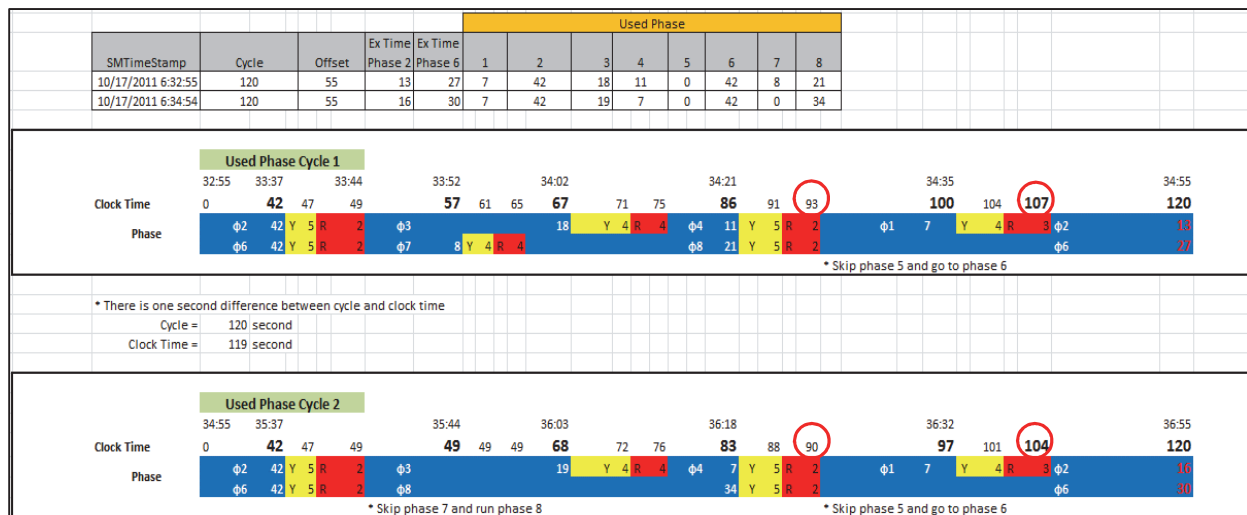 Used Phase
Ex Time Ex Time
SMTimeStamp Cycle Offset Phase 2 Phase 6 1 2 3 4 5 6 7 8
10/17/2011 6:32:55 120 55 13 27 7 42 18 11 0 42 8 21
10/17/2011 6:34:54 120 55 16 30 7 42 19 7 0 42 0 34
Used Phase Cycle 1
32:55 33:37 33:44 33:52 34:02 34:21 34:35 34:55
Clock Time 0 42 47 49 57 61 65 67 71 75 86 91 93 100 104 107 120
Phase
ϕ2 42 Y 5 R 2 ϕ3 18 Y 4 R 4 ϕ4 11 Y 5 R 2 ϕ1 7 Y 4 R 3 ϕ2 13
ϕ6 42 Y 5 R 2 ϕ7 8 Y 4 R 4 ϕ8 21 Y 5 R 2 ϕ6 27
* Skip phase 5 and go to phase 6
* There is one second difference between cycle and clock time
Cycle = 120 second
Clock Time = 119 second
Used Phase Cycle 2
34:55 35:37 35:44 36:03 36:18 36:32 36:55
Clock Time 0 42 47 49 49 49 49 68 72 76 83 88 90 97 101 104 120
Phase
ϕ2 42 Y 5 R 2 ϕ3 19 Y 4 R 4 ϕ4 7 Y 5 R 2 ϕ1 7 Y 4 R 3 ϕ2 16
ϕ6 42 Y 5 R 2 ϕ8 34 Y 5 R 2 ϕ6 30
* Skip phase 7 and run phase 8 * Skip phase 5 and go to phase 6